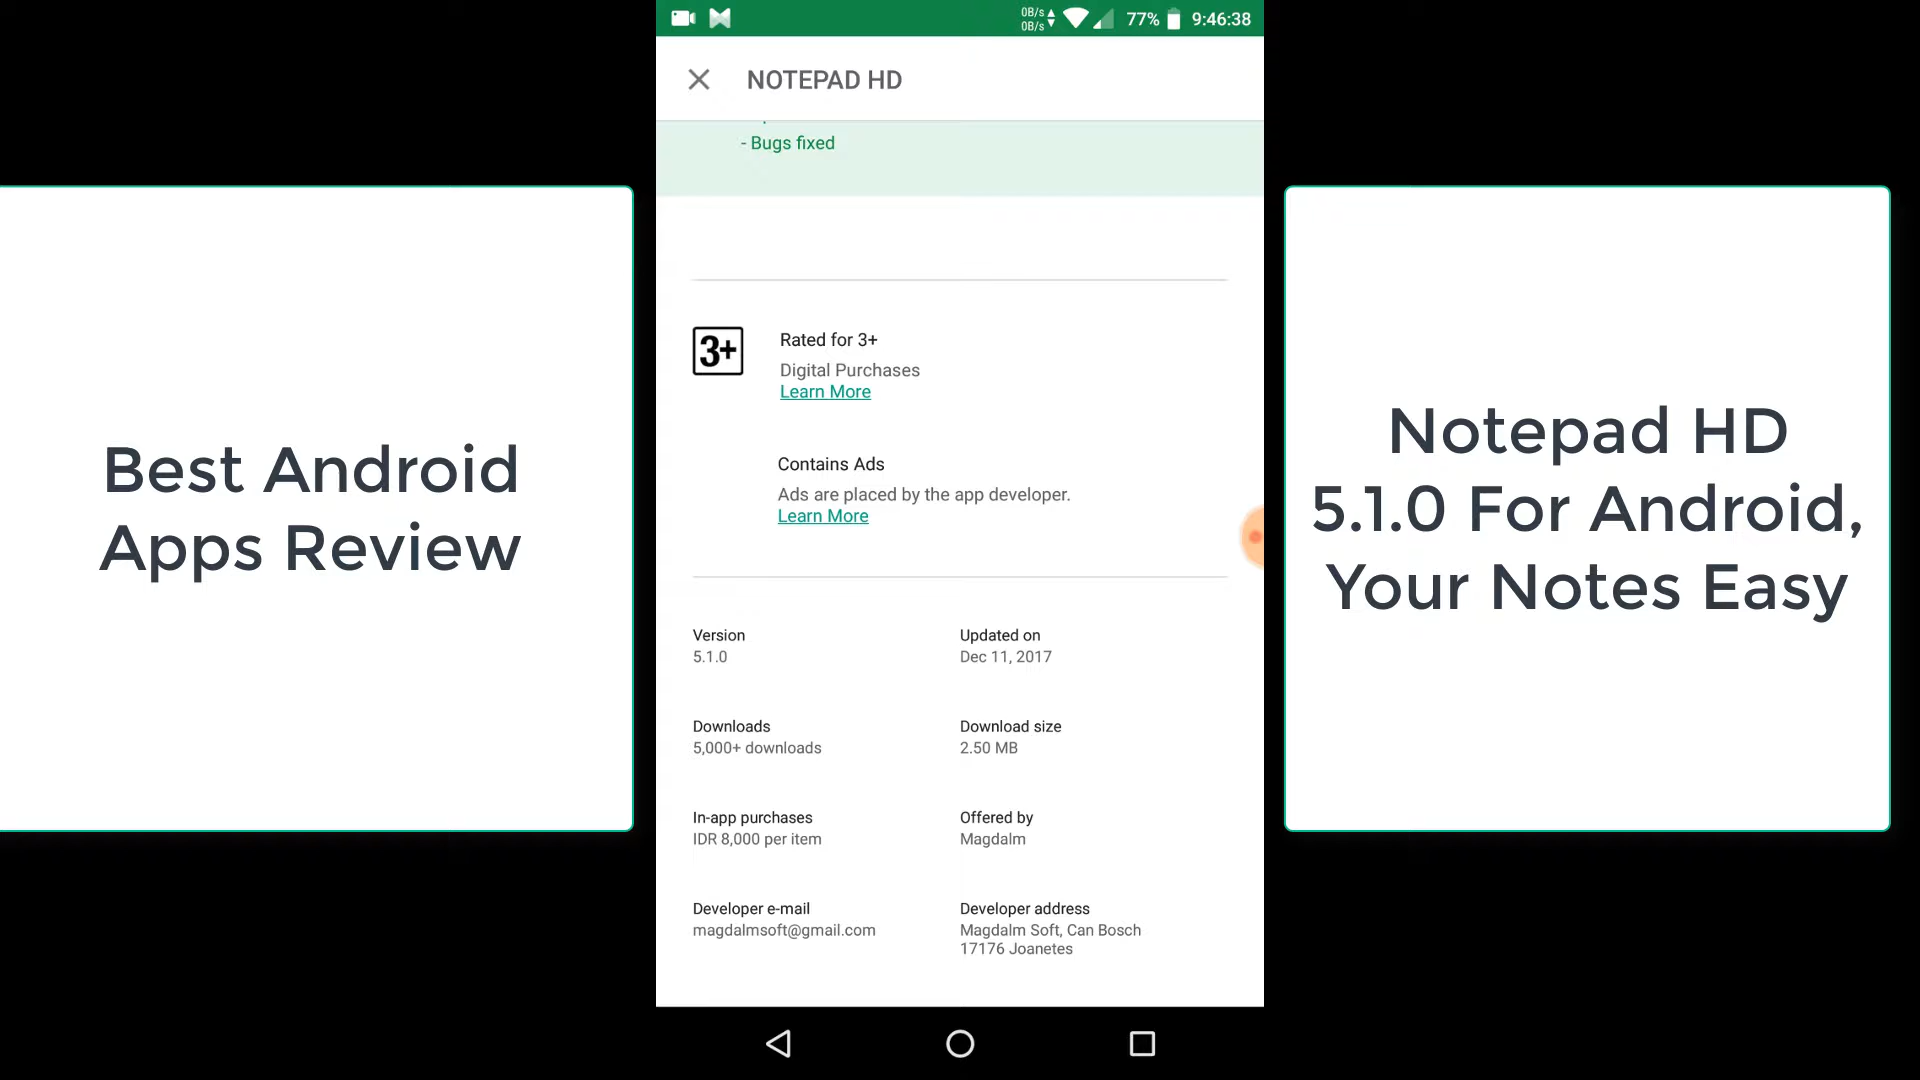 0B/s
0B/s
77%
9:46:38
NOTEPAD HD
- Bugs fixed
3+
Rated for 3+
Digital Purchases
Learn More
Contains Ads
Ads are placed by the app developer.
Learn More
Version
5.1.0
Updated on
Dec 11, 2017
Downloads
5,000+ downloads
Download size
2.50 MB
In-app purchases
IDR 8,000 per item
Offered by
Magdalm
Developer e-mail
magdalmsoft@gmail.com
Developer address
Magdalm Soft, Can Bosch
17176 Joanetes
Best Android
Apps Review
Notepad HD
5.1.0 For Android,
Your Notes Easy